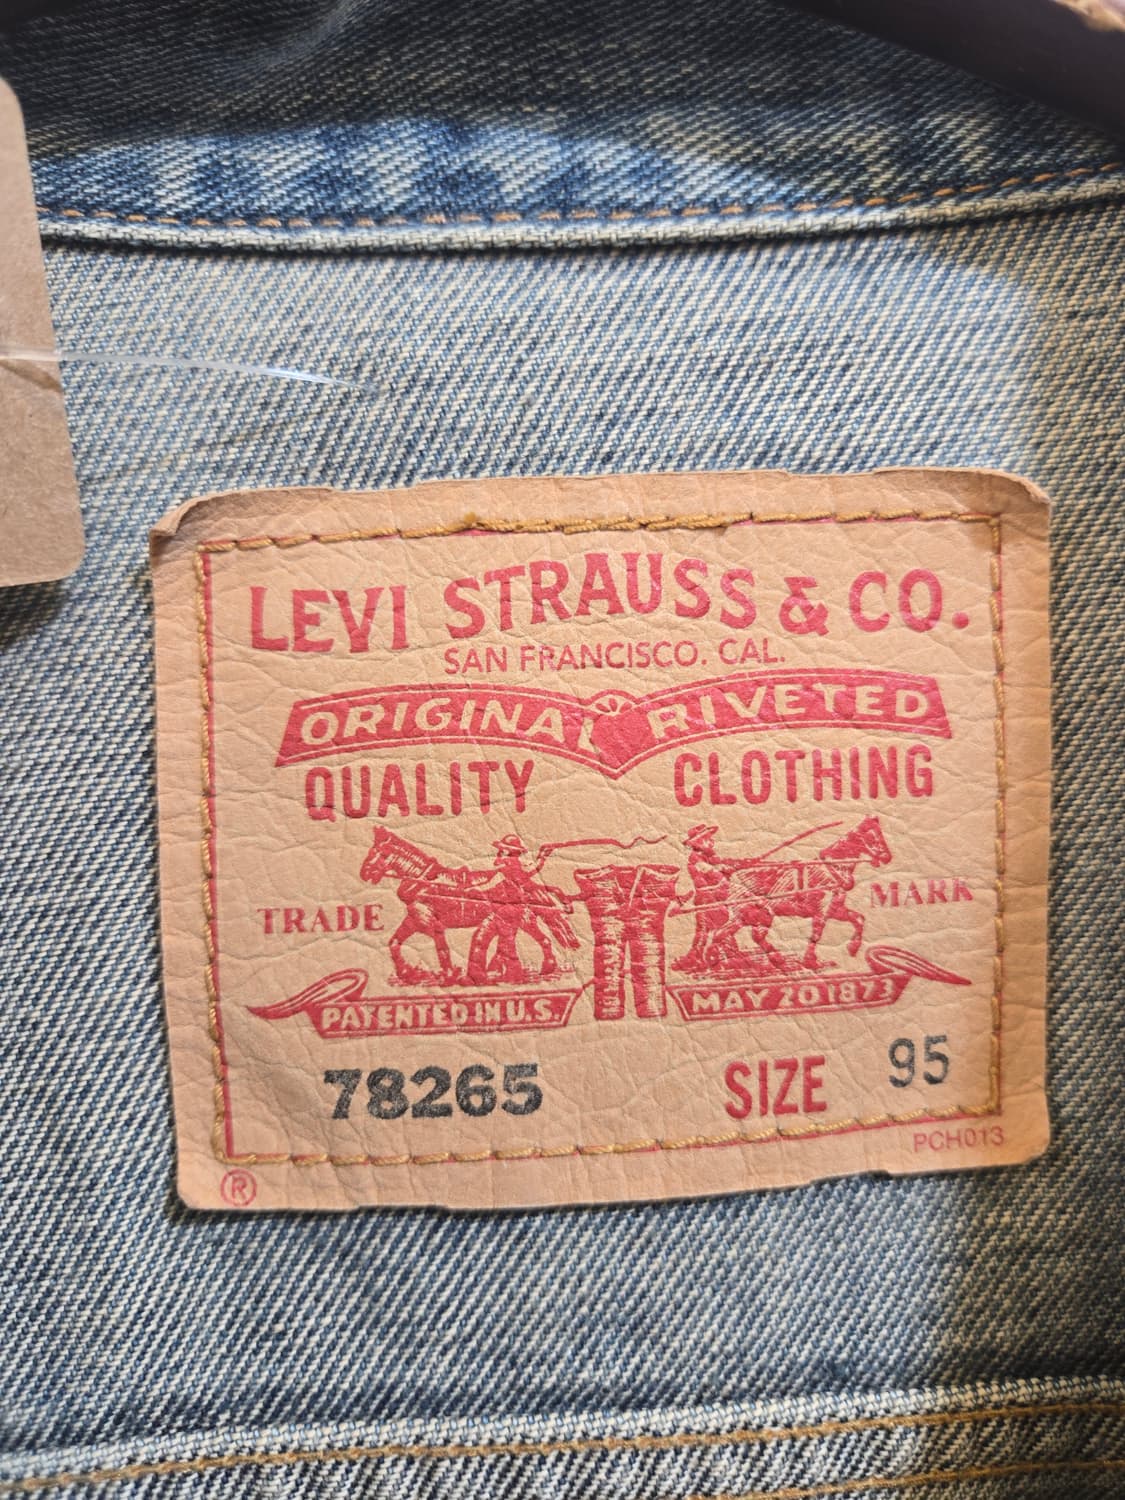 LEVI STRAUSS & CO.
SAN FRANCISCO. CAL.
ORIGINAL RIVETED
QUALITY CLOTHING
TRADE MARK
PATENTED IN U.S. MAY 20 1873
78265 SIZE 95
PCH013
®